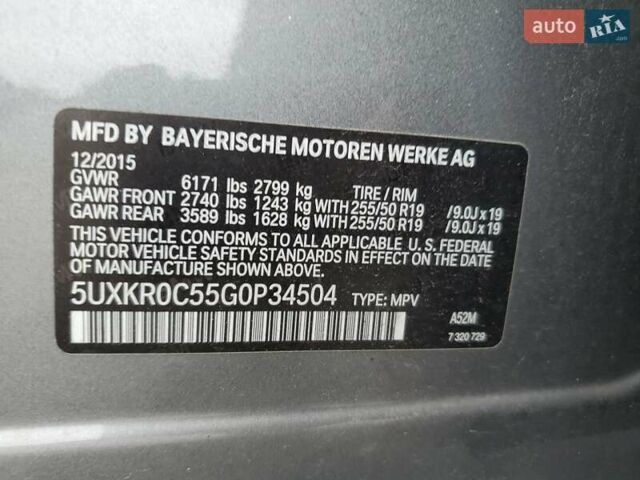 auto RIA
.com
MFD BY BAYERISCHE MOTOREN WERKE AG
12/2015
GVWR 6171 lbs 2799 kg TIRE / RIM
GAWR FRONT 2740 lbs 1243 kg WITH 255/50 R19 /9.0J x 19
GAWR REAR 3589 lbs 1628 kg WITH 255/50 R19 /9.0J x 19
THIS VEHICLE CONFORMS TO ALL APPLICABLE U. S. FEDERAL
MOTOR VEHICLE SAFETY STANDARDS IN EFFECT ON THE DATE
OF MANUFACTURE SHOWN ABOVE.
5UXKR0C55G0P34504 TYPE: MPV
A52M
7 320 729